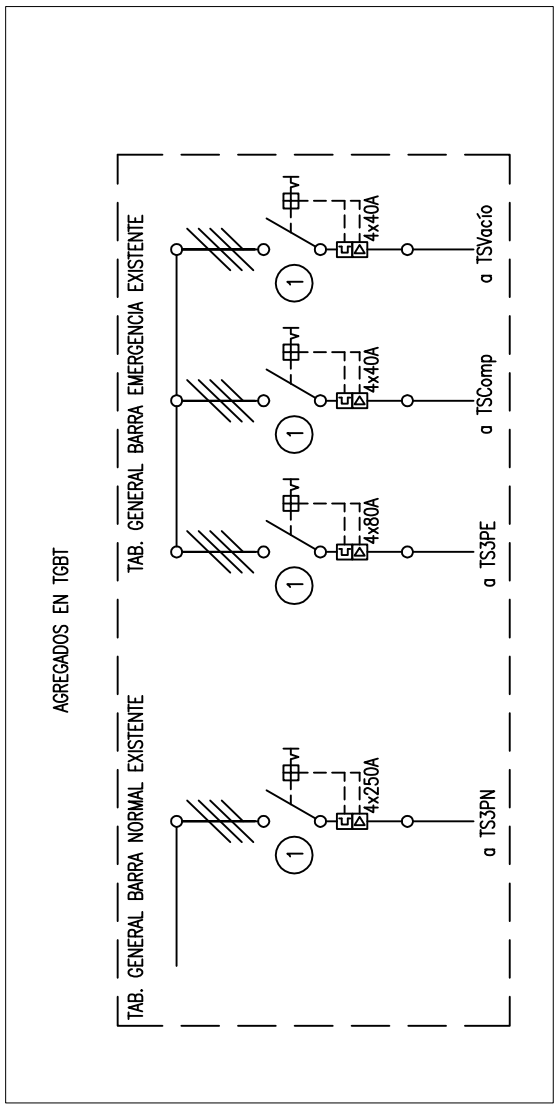 AGREGADOS EN TGBT
TAB. GENERAL BARRA NORMAL EXISTENTE
TAB. GENERAL BARRA EMERGENCIA EXISTENTE
1
4x250A
a TS3PN
1
4x80A
a TS3PE
1
4x40A
a TSComp
1
4x40A
a TSVacío